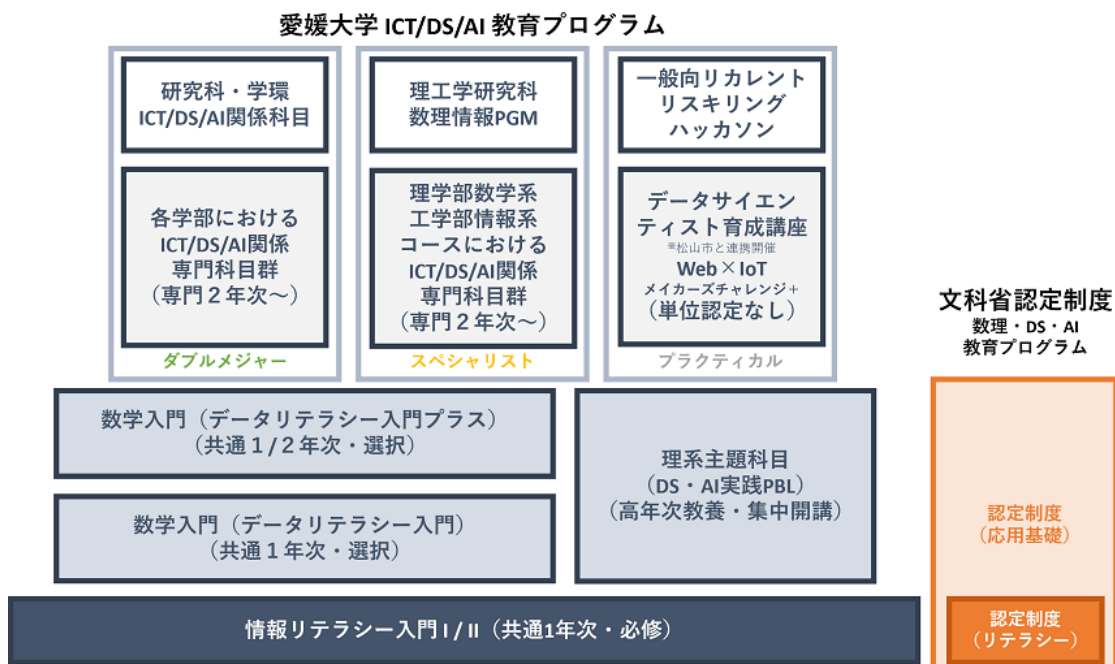 愛媛大学 ICT/DS/AI 教育プログラム
研究科・学環
ICT/DS/AI関係科目
理工学研究科
数理情報PGM
一般向リカレント
リスキリング
ハッカソン
各学部における
ICT/DS/AI関係
専門科目群
（専門２年次～）
ダブルメジャー
理学部数学系
工学部情報系
コースにおける
ICT/DS/AI関係
専門科目群
（専門２年次～）
スペシャリスト
データサイエン
ティスト育成講座
※松山市と連携開催
Web×IoT
メイカーズチャレンジ＋
（単位認定なし）
プラクティカル
数学入門（データリテラシー入門プラス）
（共通１/２年次・選択）
数学入門（データリテラシー入門）
（共通１年次・選択）
理系主題科目
（DS・AI実践PBL）
（高年次教養・集中開講）
情報リテラシー入門 I / II（共通1年次・必修）
文科省認定制度
数理・DS・AI
教育プログラム
認定制度
（応用基礎）
認定制度
（リテラシー）